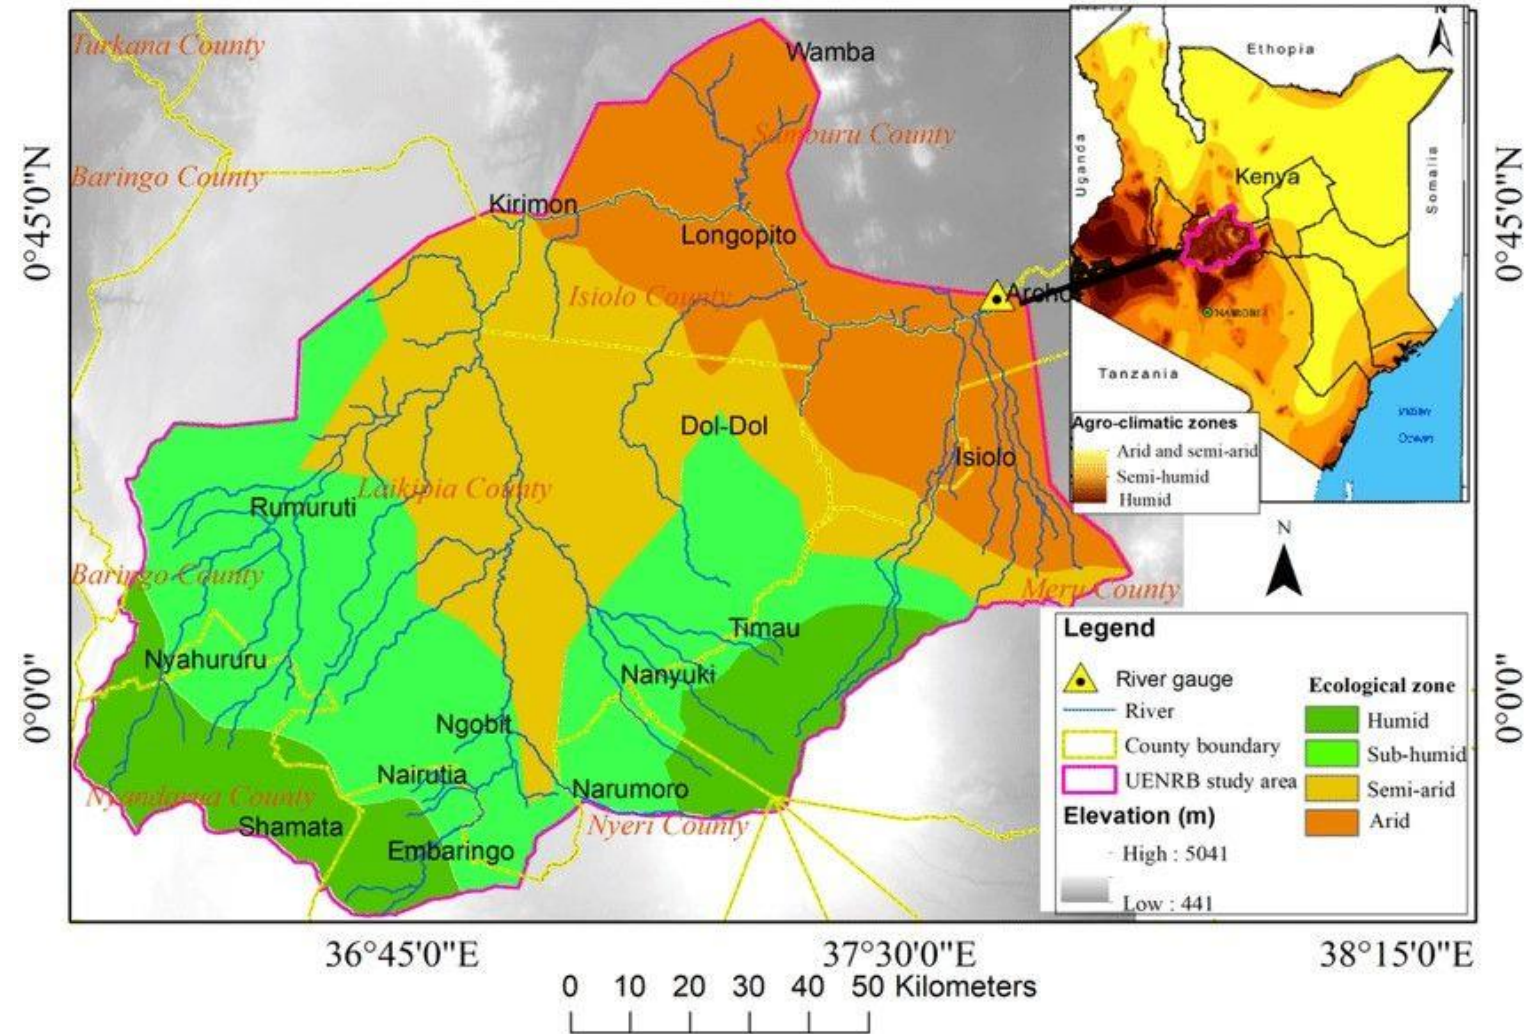 Turkana County
Wamba
Samburu County
Baringo County
Kirimon
Longopito
Isiolo County
Archo
Dol-Dol
Isiolo
Laikipia County
Rumuruti
Baringo County
Meru County
Timau
Nyahururu
Nanyuki
Ngobit
Nairutia
Narumoro
Nyandarua County
Shamata
Nyeri County
Embaringo
0°45'0"N
0°0'0"
0°45'0"N
0°0'0"
36°45'0"E
37°30'0"E
38°15'0"E
0 10 20 30 40 50 Kilometers
N
Ethiopia
Uganda
Somalia
Kenya
NAIROBI
Tanzania
Indian
Ocean
Agro-climatic zones
Arid and semi-arid
Semi-humid
Humid
N
Legend
River gauge
River
County boundary
UENRB study area
Elevation (m)
High : 5041
Low : 441
Ecological zone
Humid
Sub-humid
Semi-arid
Arid